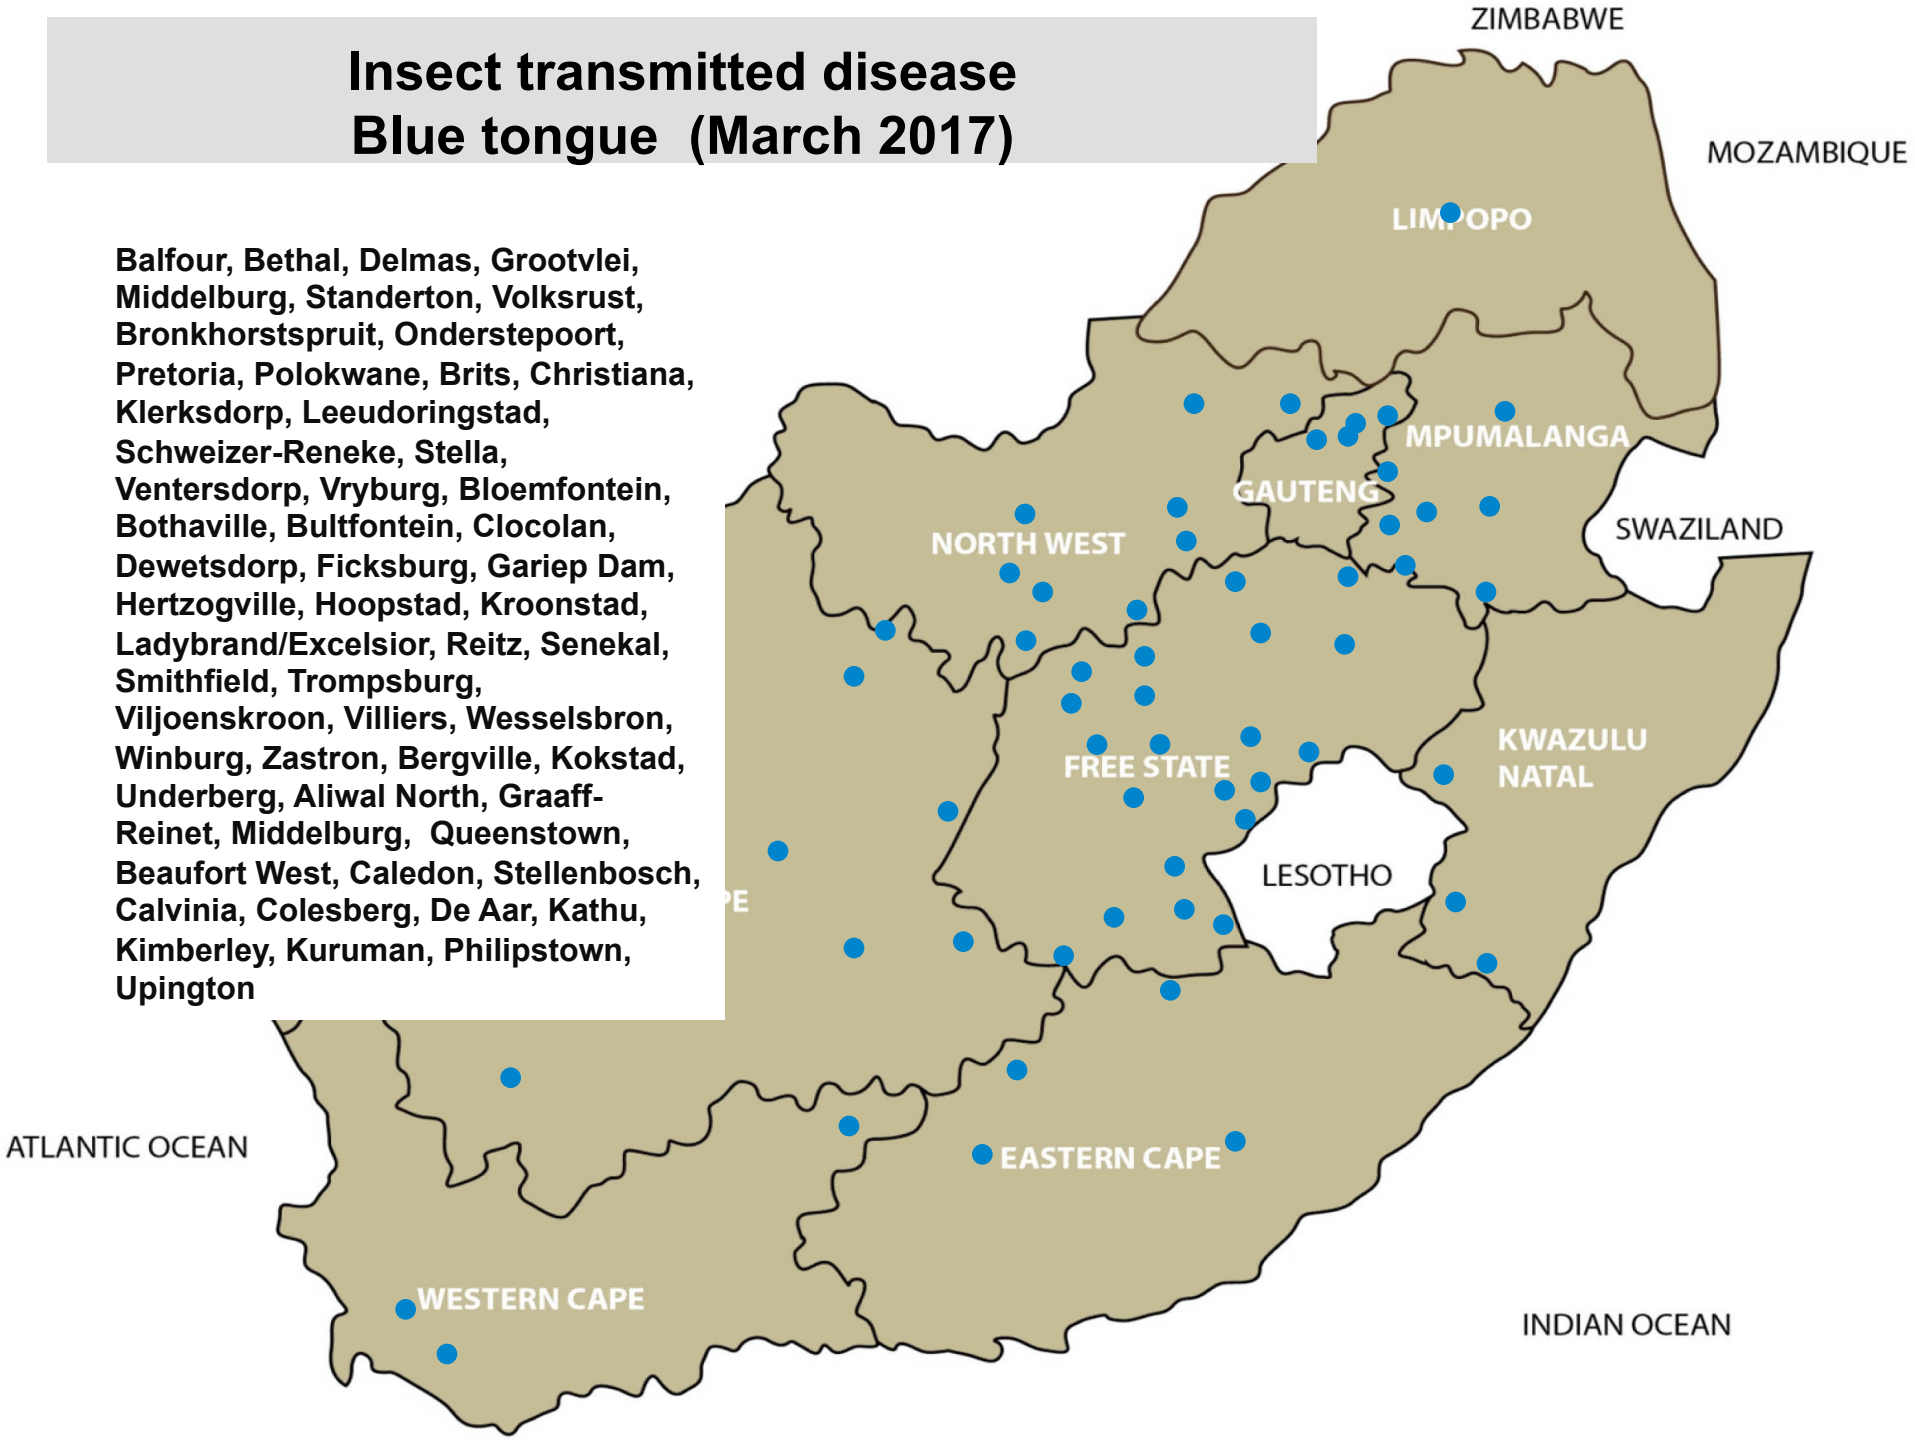 Insect transmitted disease
Blue tongue (March 2017)
Balfour, Bethal, Delmas, Grootvlei,
Middelburg, Standerton, Volksrust,
Bronkhorstspruit, Onderstepoort,
Pretoria, Polokwane, Brits, Christiana,
Klerksdorp, Leeudoringstad,
Schweizer-Reneke, Stella,
Ventersdorp, Vryburg, Bloemfontein,
Bothaville, Bultfontein, Clocolan,
Dewetsdorp, Ficksburg, Gariep Dam,
Hertzogville, Hoopstad, Kroonstad,
Ladybrand/Excelsior, Reitz, Senekal,
Smithfield, Trompsburg,
Viljoenskroon, Villiers, Wesselsbron,
Winburg, Zastron, Bergville, Kokstad,
Underberg, Aliwal North, Graaff-
Reinet, Middelburg, Queenstown,
Beaufort West, Caledon, Stellenbosch,
Calvinia, Colesberg, De Aar, Kathu,
Kimberley, Kuruman, Philipstown,
Upington
ZIMBABWE
MOZAMBIQUE
LIMPOPO
MPUMALANGA
GAUTENG
SWAZILAND
NORTH WEST
KWAZULU
NATAL
FREE STATE
LESOTHO
PE
ATLANTIC OCEAN
EASTERN CAPE
WESTERN CAPE
INDIAN OCEAN